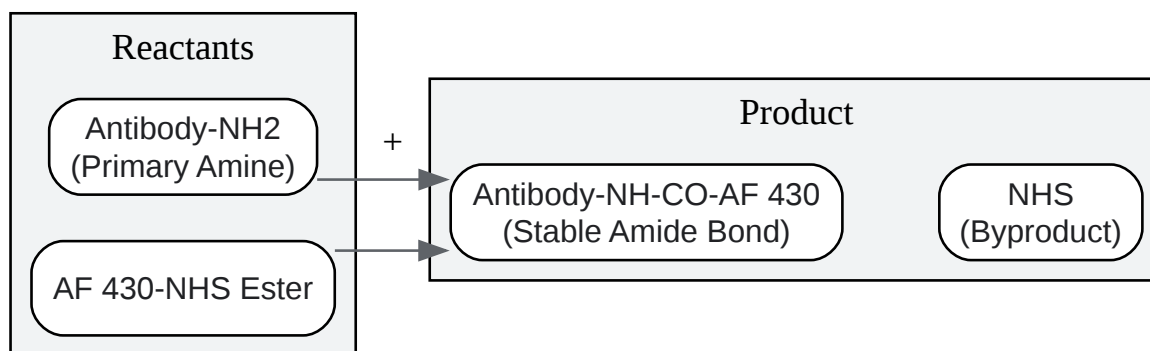 Reactants
Antibody-NH2
(Primary Amine)
AF 430-NHS Ester
+
Product
Antibody-NH-CO-AF 430
(Stable Amide Bond)
NHS
(Byproduct)